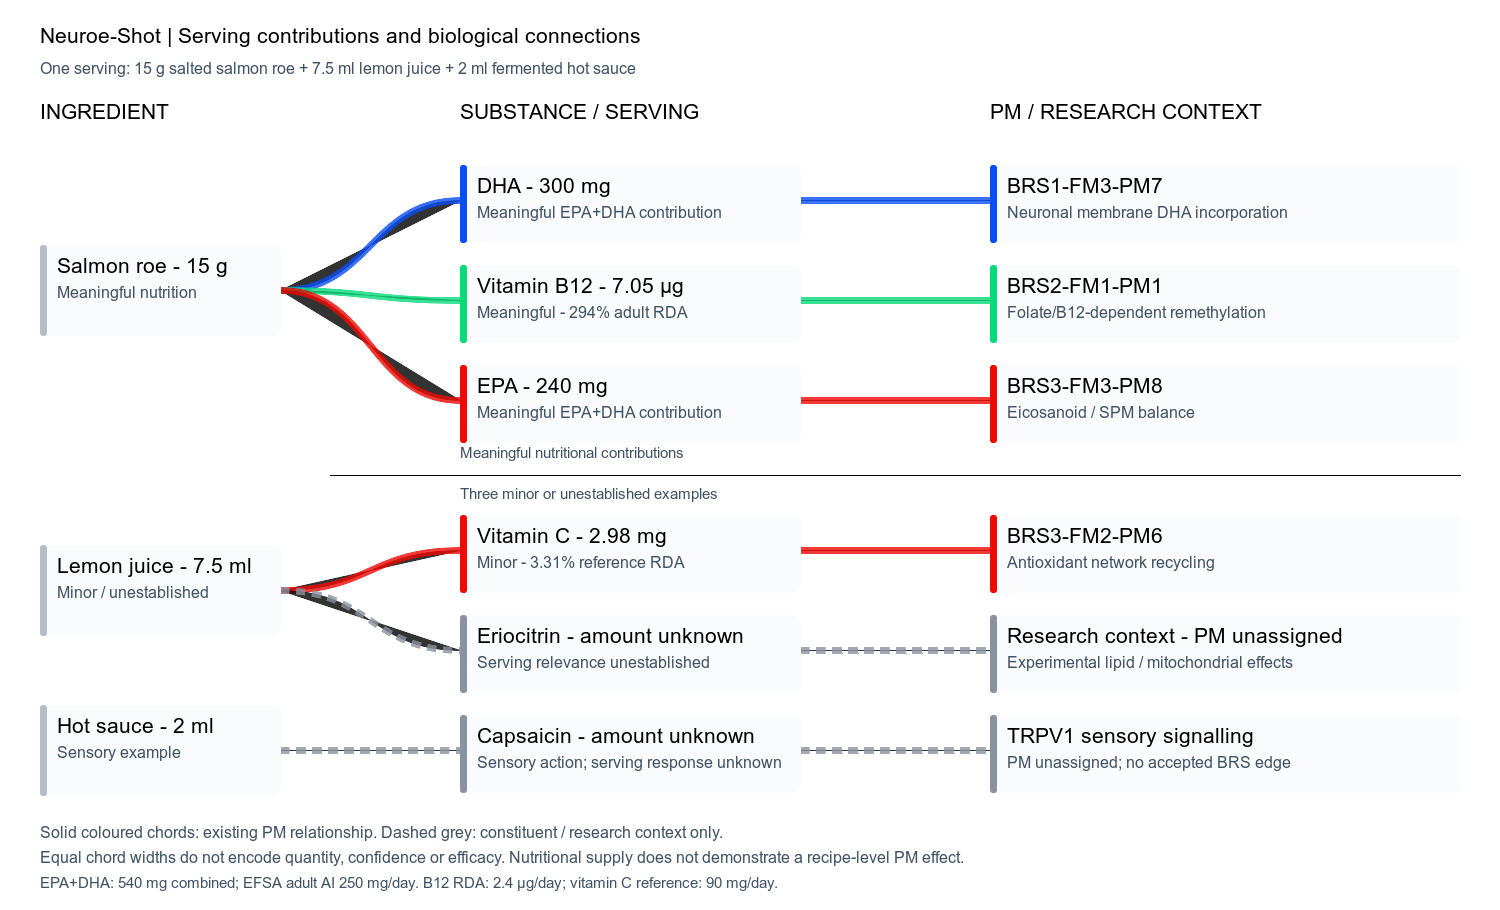 Neuroe-Shot | Serving contributions and biological connections
One serving: 15 g salted salmon roe + 7.5 ml lemon juice + 2 ml fermented hot sauce
INGREDIENT
SUBSTANCE / SERVING
PM / RESEARCH CONTEXT
Salmon roe - 15 g
Meaningful nutrition
DHA - 300 mg
Meaningful EPA+DHA contribution
BRS1-FM3-PM7
Neuronal membrane DHA incorporation
Vitamin B12 - 7.05 µg
Meaningful - 294% adult RDA
BRS2-FM1-PM1
Folate/B12-dependent remethylation
EPA - 240 mg
Meaningful EPA+DHA contribution
BRS3-FM3-PM8
Eicosanoid / SPM balance
Meaningful nutritional contributions
Three minor or unestablished examples
Lemon juice - 7.5 ml
Minor / unestablished
Vitamin C - 2.98 mg
Minor - 3.31% reference RDA
BRS3-FM2-PM6
Antioxidant network recycling
Eriocitrin - amount unknown
Serving relevance unestablished
Research context - PM unassigned
Experimental lipid / mitochondrial effects
Hot sauce - 2 ml
Sensory example
Capsaicin - amount unknown
Sensory action; serving response unknown
TRPV1 sensory signalling
PM unassigned; no accepted BRS edge
Solid coloured chords: existing PM relationship. Dashed grey: constituent / research context only.
Equal chord widths do not encode quantity, confidence or efficacy. Nutritional supply does not demonstrate a recipe-level PM effect.
EPA+DHA: 540 mg combined; EFSA adult AI 250 mg/day. B12 RDA: 2.4 µg/day; vitamin C reference: 90 mg/day.